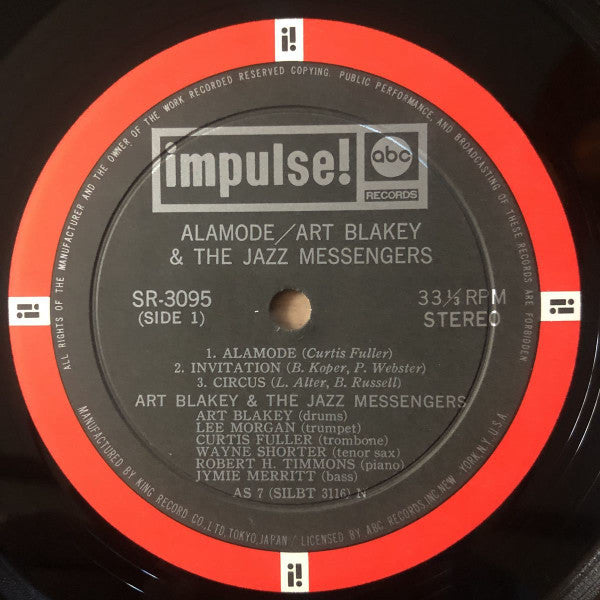 ALL RIGHTS OF THE MANUFACTURER AND THE OWNER OF THE WORK RECORDED RESERVED COPYING. PUBLIC PERFORMANCE AND BROADCASTING OF THESE RECORDS ARE FORBIDDEN
i!
impulse!
abc
RECORDS
ALAMODE/ART BLAKEY
& THE JAZZ MESSENGERS
SR-3095
33⅓ RPM
(SIDE 1)
STEREO
i!
i!
1. ALAMODE (Curtis Fuller)
2. INVITATION (B. Koper, P. Webster)
3. CIRCUS (L. Alter, B. Russell)
ART BLAKEY & THE JAZZ MESSENGERS
ART BLAKEY (drums)
LEE MORGAN (trumpet)
CURTIS FULLER (trombone)
WAYNE SHORTER (tenor sax)
ROBERT H. TIMMONS (piano)
JYMIE MERRITT (bass)
AS 7 (SILBT 3116) N
MANUFACTURED BY KING RECORD CO., LTD, TOKYO, JAPAN / LICENSED BY ABC RECORDS, INC, NEW YORK, N.Y. U.S.A.
i!